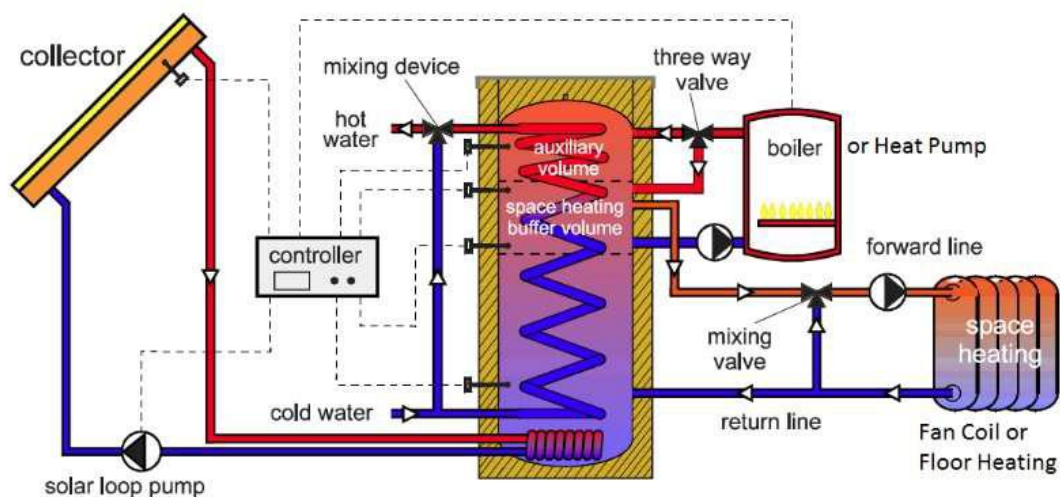 collector
mixing device
three way
valve
hot
water
auxiliary
volume
boiler
or Heat Pump
space heating
buffer volume
controller
forward line
mixing
valve
space
heating
cold water
return line
Fan Coil or
Floor Heating
solar loop pump